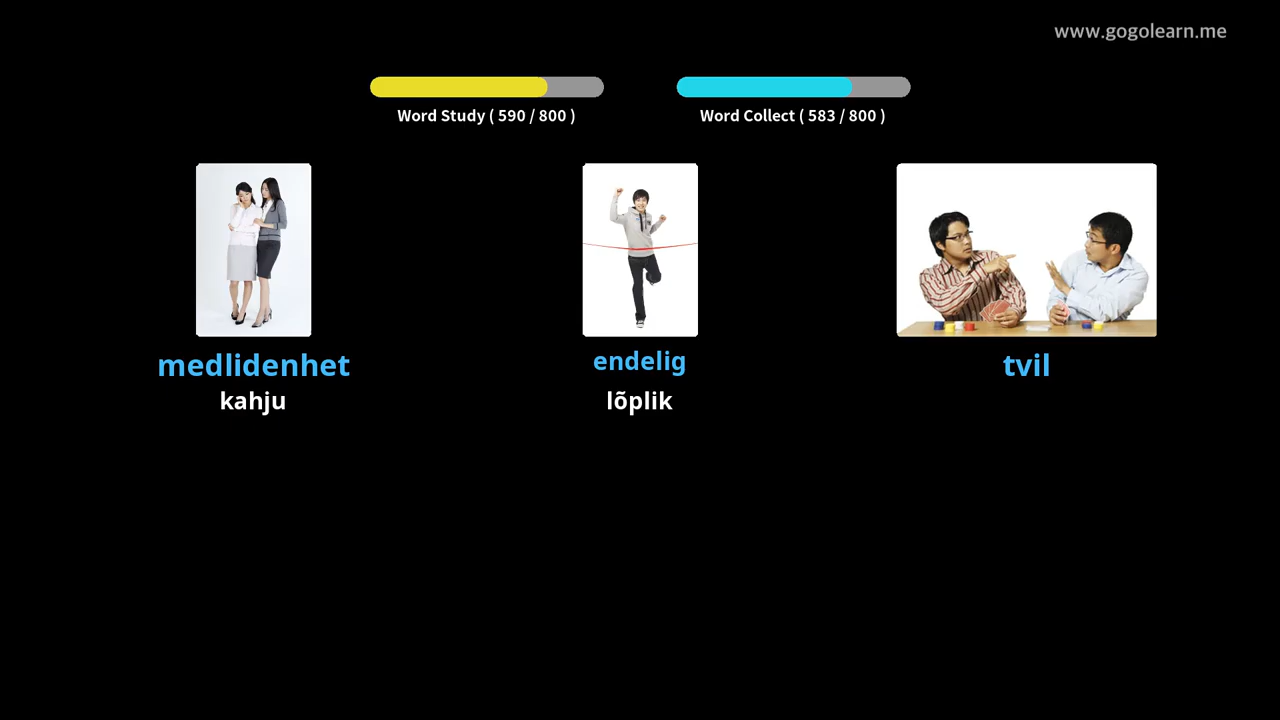 www.gogolearn.me
Word Study ( 590 / 800 )
Word Collect ( 583 / 800 )
medlidenhet
kahju
endelig
lõplik
tvil